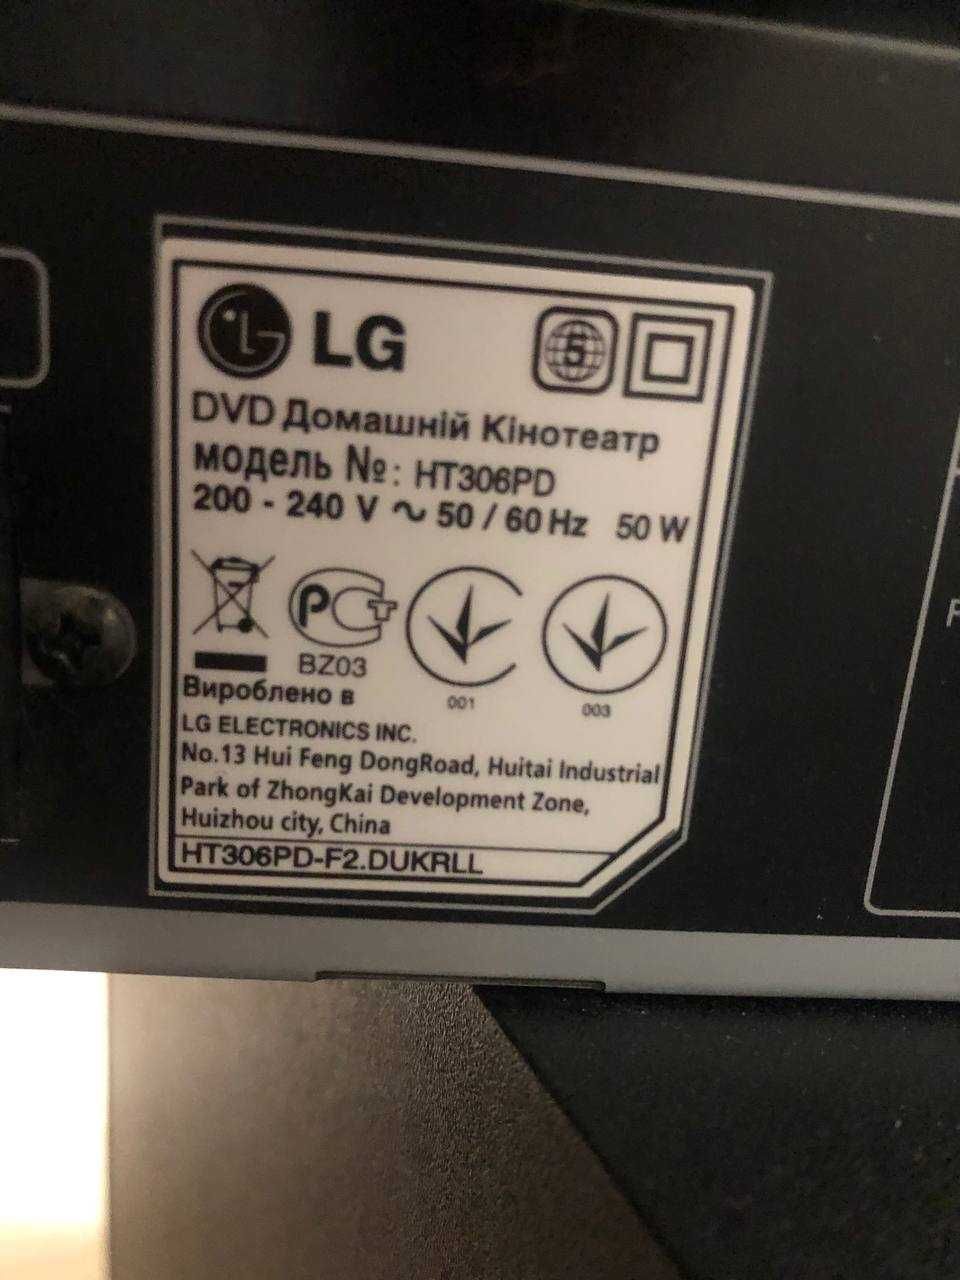 LG
5
DVD Домашній Кінотеатр
модель №: HT306PD
200 - 240 V ~ 50 / 60 Hz 50 W
BZ03
001
003
Вироблено в
LG ELECTRONICS INC.
No.13 Hui Feng DongRoad, Huitai Industrial
Park of ZhongKai Development Zone,
Huizhou city, China
HT306PD-F2.DUKRLL